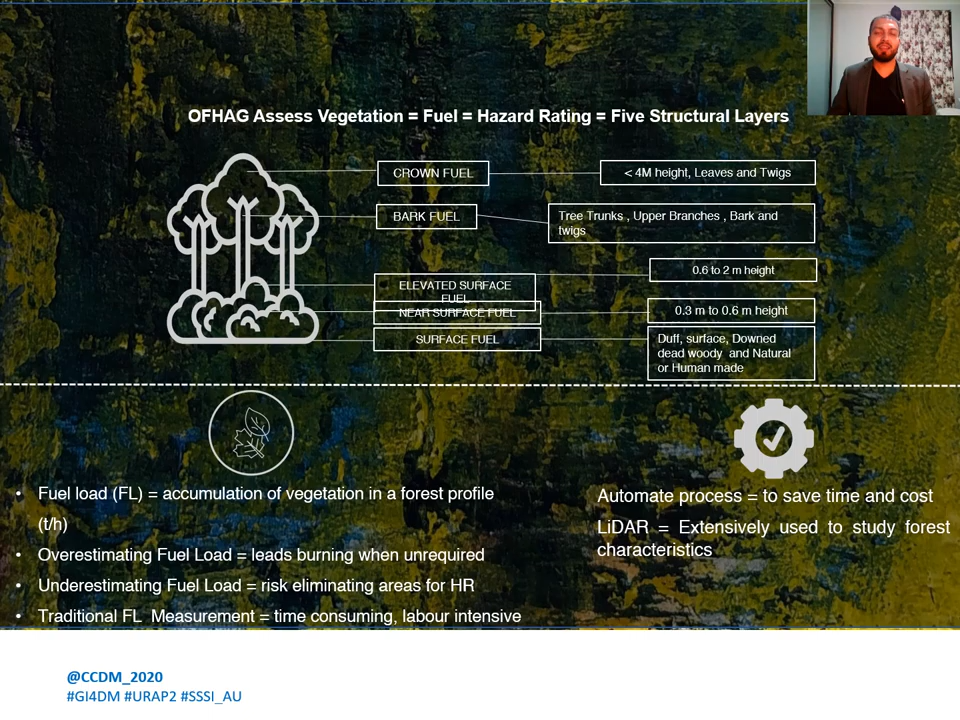 OFHAG Assess Vegetation = Fuel = Hazard Rating = Five Structural Layers
CROWN FUEL
< 4M height, Leaves and Twigs
BARK FUEL
Tree Trunks , Upper Branches , Bark and
twigs
ELEVATED SURFACE
FUEL
0.6 to 2 m height
NEAR SURFACE FUEL
0.3 m to 0.6 m height
SURFACE FUEL
Duff, surface, Downed
dead woody and Natural
or Human made
• Fuel load (FL) = accumulation of vegetation in a forest profile
(t/h)
• Overestimating Fuel Load = leads burning when unrequired
• Underestimating Fuel Load = risk eliminating areas for HR
• Traditional FL Measurement = time consuming, labour intensive
Automate process = to save time and cost
LiDAR = Extensively used to study forest
characteristics
@CCDM_2020
#GI4DM #URAP2 #SSSI_AU